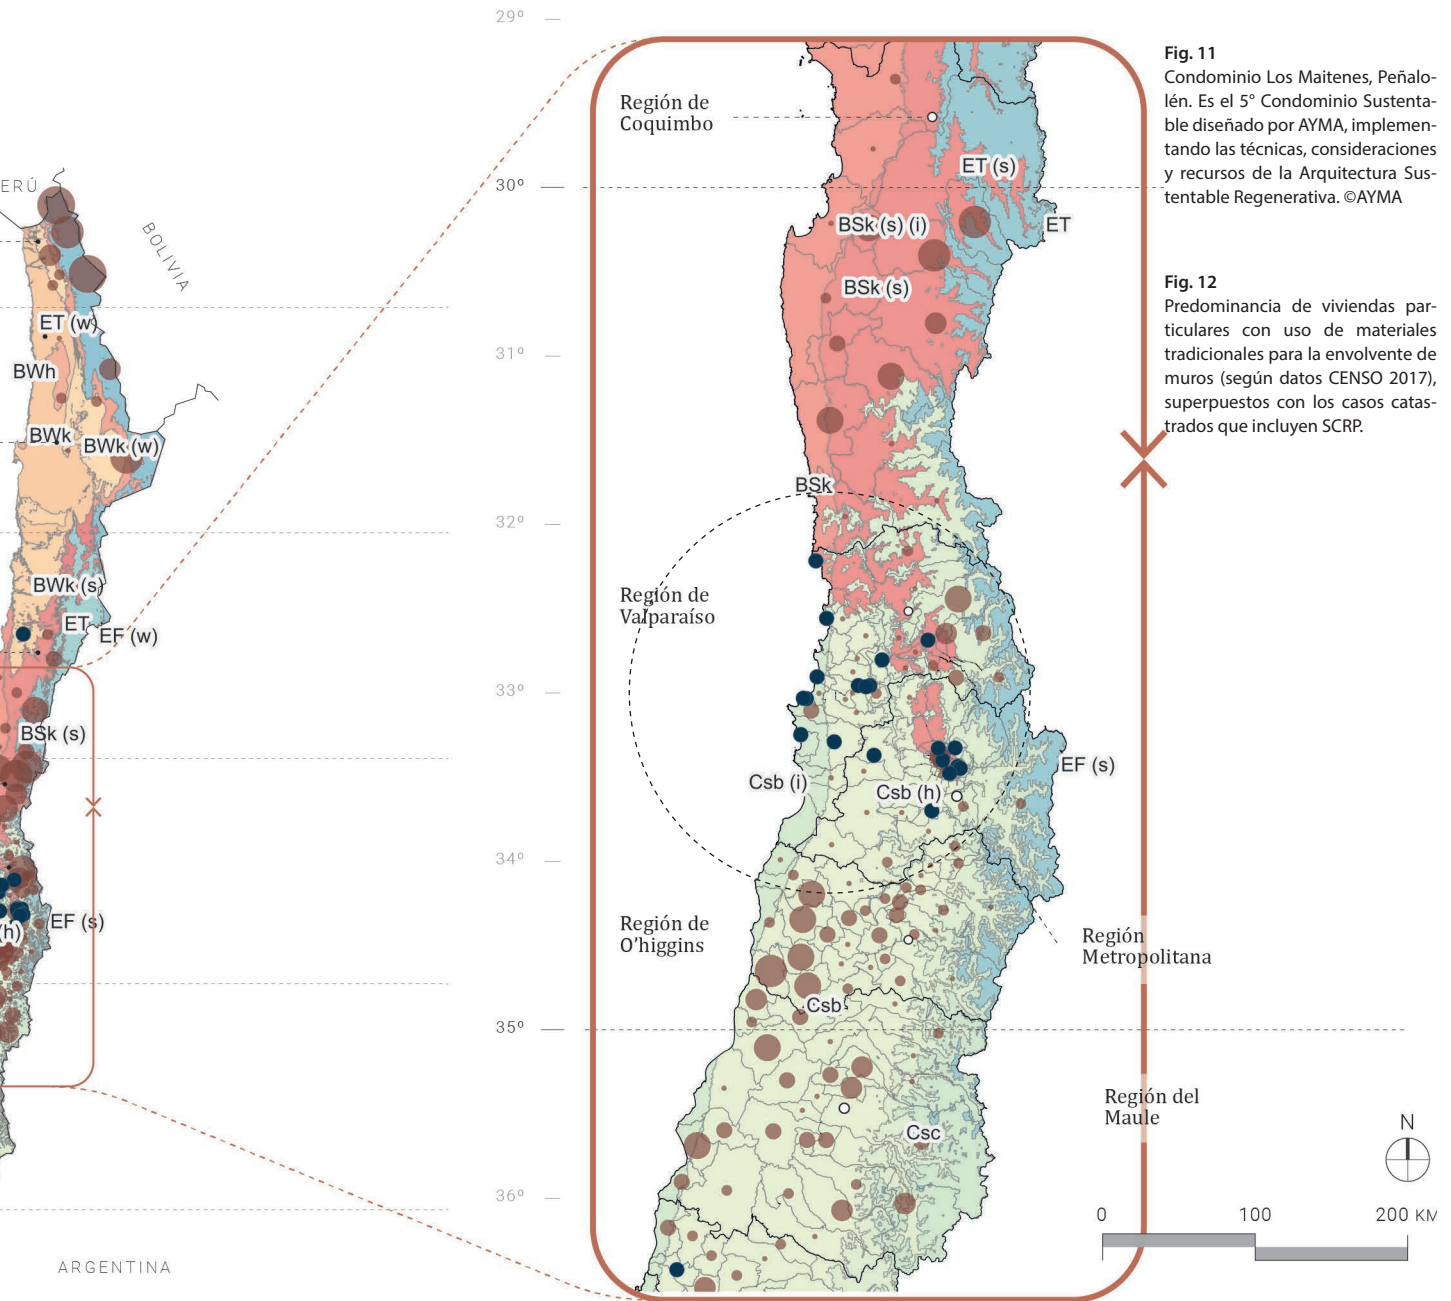 ERÚ
BOLIVIA
ET (w)
BWh
BWk
BWk (w)
BWk (s)
ET
EF (w)
BSk (s)
EF (s)
(h)
ARGENTINA
29º
30º
31º
32º
33º
34º
35º
36º
Región de
Coquimbo
ET (s)
ET
BSk (s) (i)
BSk (s)
BSk
Región de
Valparaíso
Csb (i)
Csb (h)
EF (s)
Región de
O'higgins
Región
Metropolitana
Csb
Región del
Maule
Csc
N
0 100 200 KM
Fig. 11
Condominio Los Maitenes, Peñalo-
lén. Es el 5° Condominio Sustenta-
ble diseñado por AYMA, implemen-
tando las técnicas, consideraciones
y recursos de la Arquitectura Sus-
tentable Regenerativa. ©AYMA
Fig. 12
Predominancia de viviendas par-
ticulares con uso de materiales
tradicionales para la envolvente de
muros (según datos CENSO 2017),
superpuestos con los casos catas-
trados que incluyen SCRP.